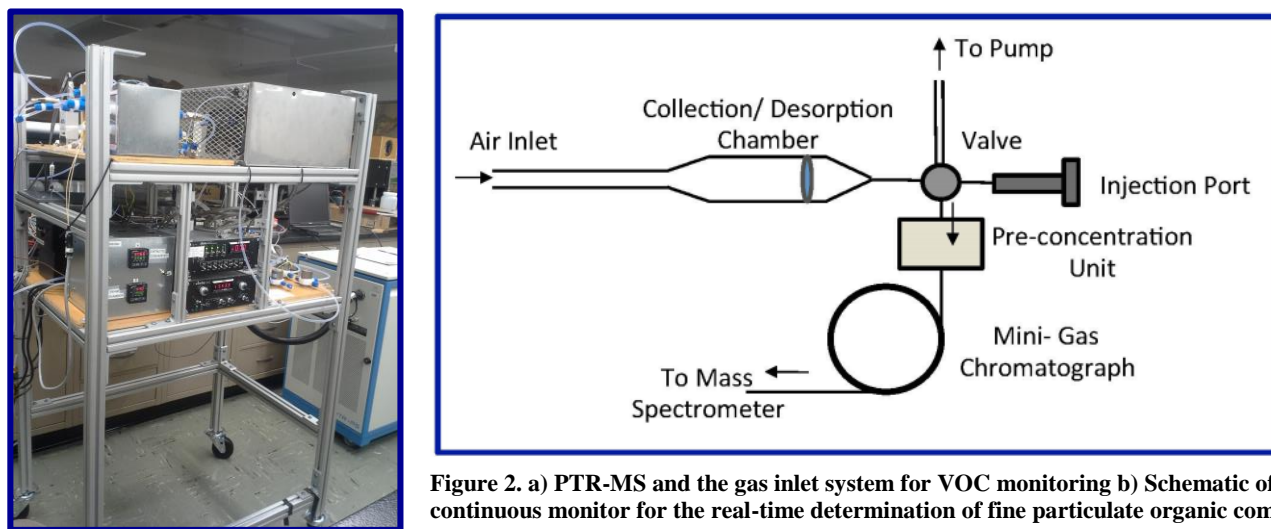 To Pump
Collection/ Desorption
Chamber
Valve
Air Inlet
Injection Port
Pre-concentration
Unit
Mini- Gas
Chromatograph
To Mass
Spectrometer
Figure 2. a) PTR-MS and the gas inlet system for VOC monitoring b) Schematic of
continuous monitor for the real-time determination of fine particulate organic com